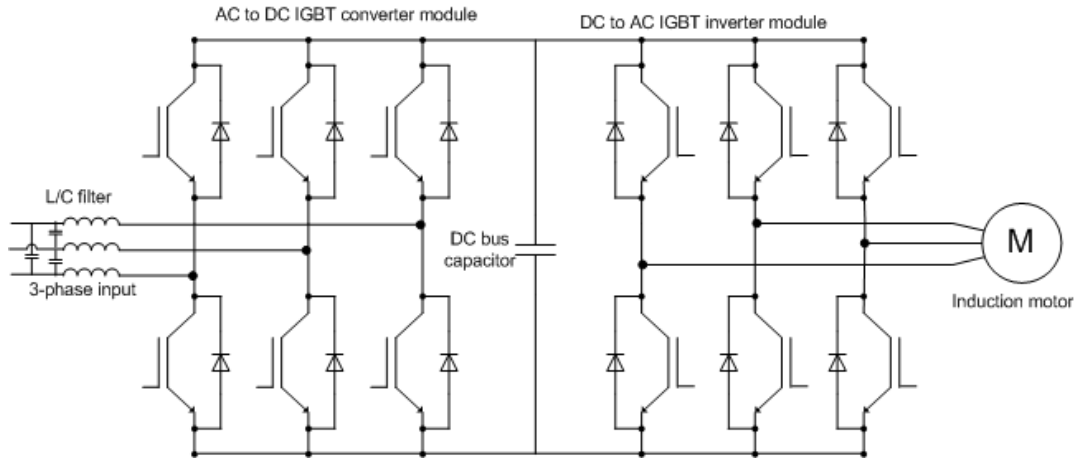 AC to DC IGBT converter module
DC to AC IGBT inverter module
L/C filter
3-phase input
DC bus
capacitor
M
Induction motor